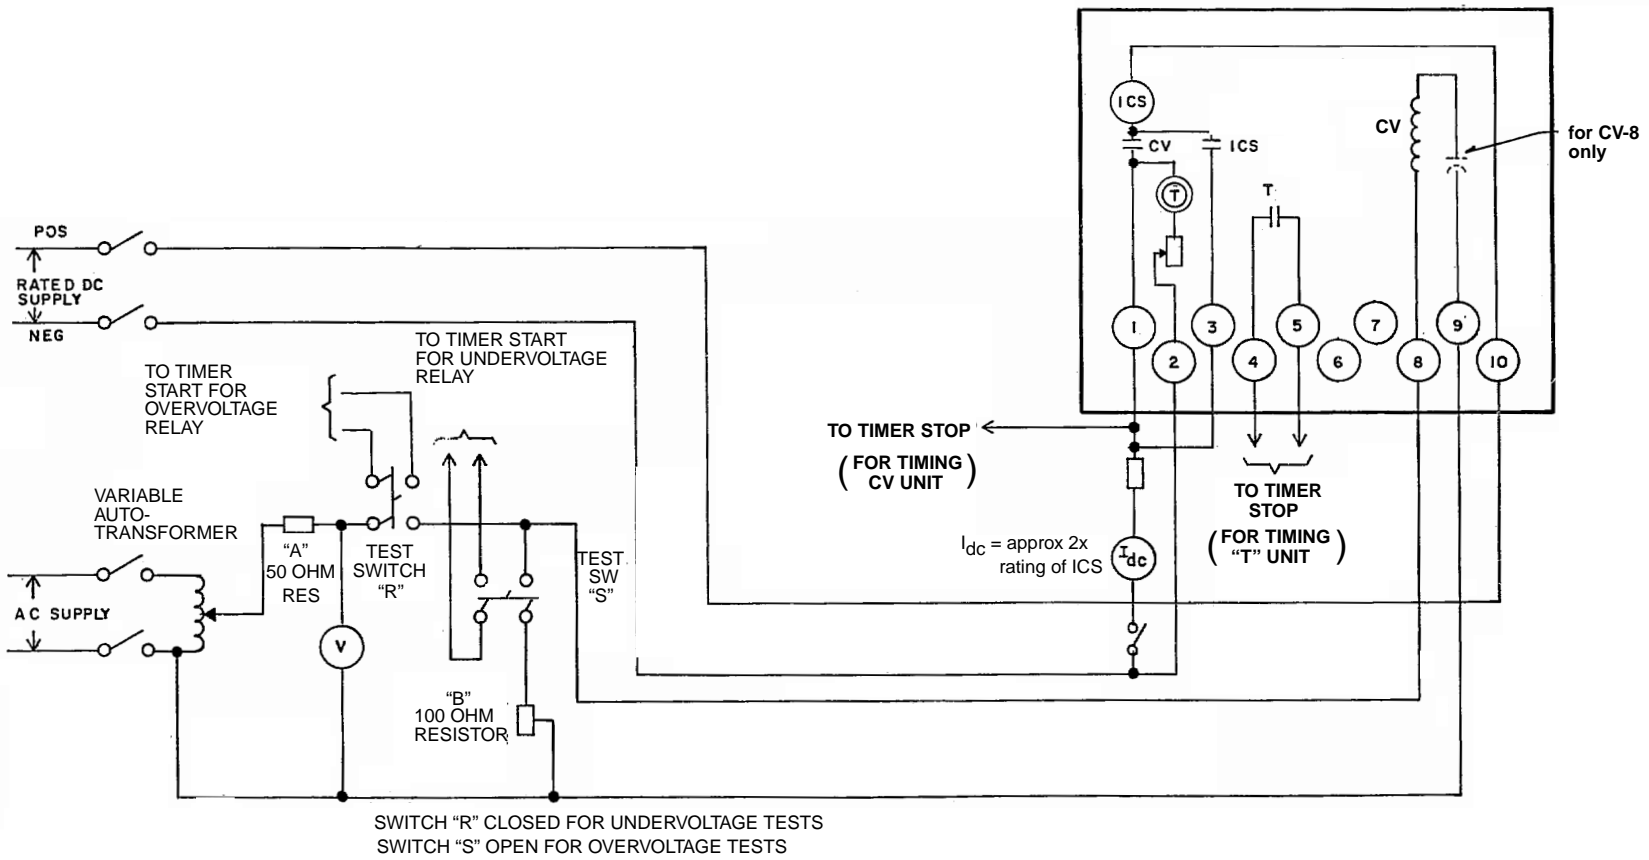 ICS
CV
ICS
T
T
CV
for CV-8
only
1
2
3
4
5
6
7
8
9
10
POS
RATED DC
SUPPLY
NEG
TO TIMER START
FOR UNDERVOLTAGE
RELAY
TO TIMER
START FOR
OVERVOLTAGE
RELAY
TO TIMER STOP
(FOR TIMING
CV UNIT)
TO TIMER
STOP
(FOR TIMING
“T” UNIT)
VARIABLE
AUTO-
TRANSFORMER
“A”
50 OHM
RES
TEST
SWITCH
“R”
TEST
SW
“S”
Idc = approx 2x
rating of ICS
Idc
AC SUPPLY
V
“B”
100 OHM
RESISTOR
SWITCH “R” CLOSED FOR UNDERVOLTAGE TESTS
SWITCH “S” OPEN FOR OVERVOLTAGE TESTS